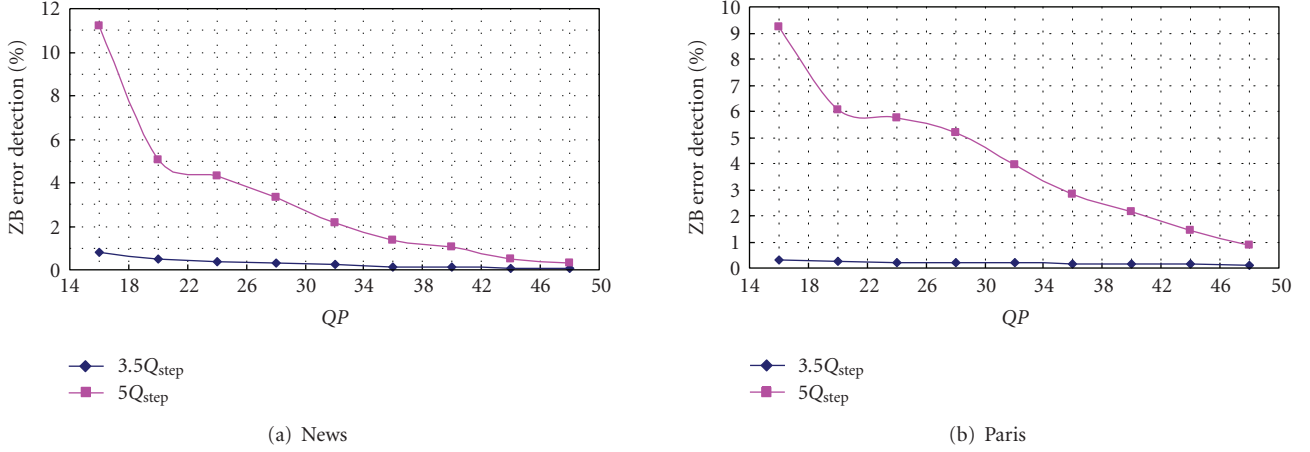 ZB error detection (%)
12
10
8
6
4
2
0
14 18 22 26 30 34 38 42 46 50
QP
3.5Qstep
5Qstep
(a) News
ZB error detection (%)
10
9
8
7
6
5
4
3
2
1
0
14 18 22 26 34 38 42 46 50
QP
3.5Qstep
5Qstep
(b) Paris